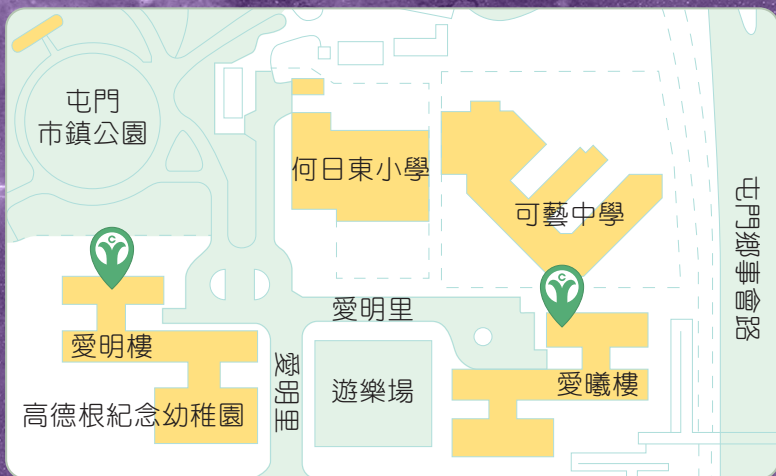 屯門
市鎮公園
何日東小學
可藝中學
屯門鄉事會路
C
C
愛明里
愛明樓
愛明里
遊樂場
愛曦樓
高德根紀念幼稚園